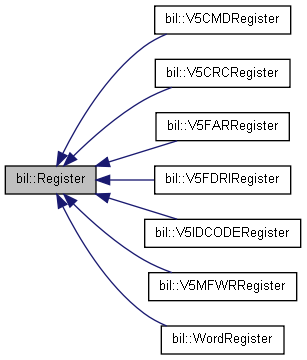 bil::V5CMDRegister
bil::V5CRCRegister
bil::V5FARRegister
bil::Register
bil::V5FDRIRegister
bil::V5IDCODERegister
bil::V5MFWRRegister
bil::WordRegister